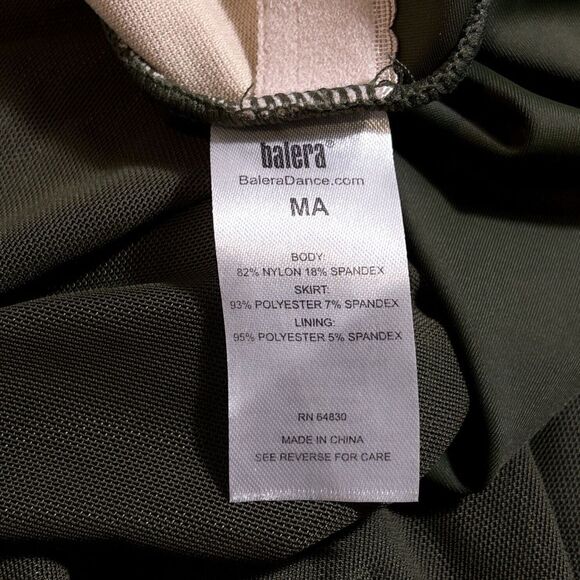 balera®
BaleraDance.com
MA
BODY:
82% NYLON 18% SPANDEX
SKIRT:
93% POLYESTER 7% SPANDEX
LINING:
95% POLYESTER 5% SPANDEX
RN 64830
MADE IN CHINA
SEE REVERSE FOR CARE